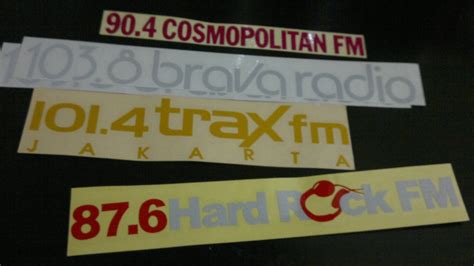 90.4 COSMOPOLITAN FM
103.8 brava radio
101.4 trax fm
JAKARTA
87.6 Hard Rock FM